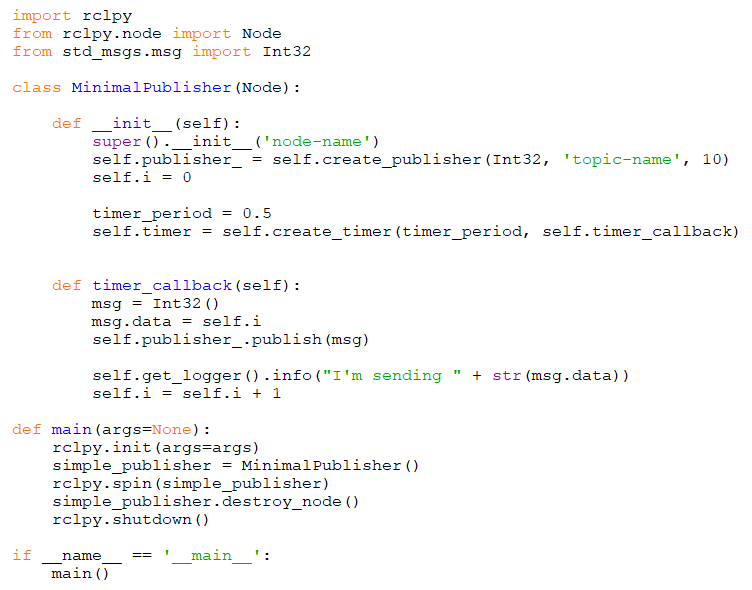 import rclpy
from rclpy.node import Node
from std_msgs.msg import Int32

class MinimalPublisher(Node):

    def __init__(self):
        super().__init__('node-name')
        self.publisher_ = self.create_publisher(Int32, 'topic-name', 10)
        self.i = 0

        timer_period = 0.5
        self.timer = self.create_timer(timer_period, self.timer_callback)


    def timer_callback(self):
        msg = Int32()
        msg.data = self.i
        self.publisher_.publish(msg)

        self.get_logger().info("I'm sending " + str(msg.data))
        self.i = self.i + 1

def main(args=None):
    rclpy.init(args=args)
    simple_publisher = MinimalPublisher()
    rclpy.spin(simple_publisher)
    simple_publisher.destroy_node()
    rclpy.shutdown()

if __name__ == '__main__':
    main()